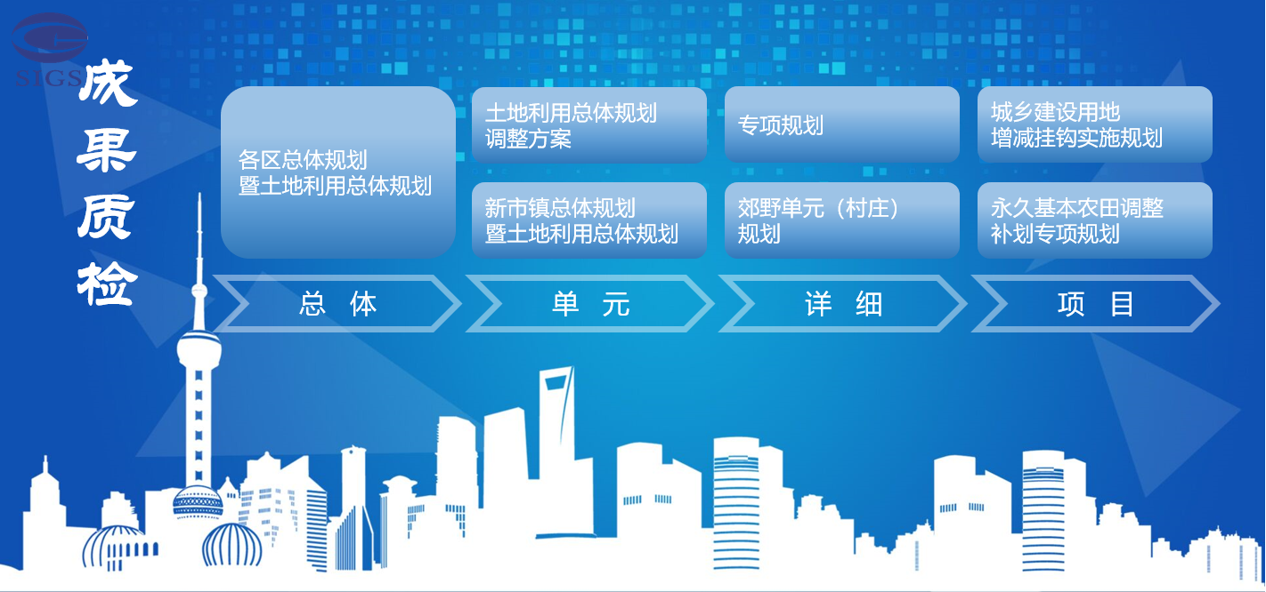 SIGS
成果质检
各区总体规划
暨土地利用总体规划
土地利用总体规划
调整方案
专项规划
城乡建设用地
增减挂钩实施规划
新市镇总体规划
暨土地利用总体规划
郊野单元（村庄）
规划
永久基本农田调整
补划专项规划
总 体
单 元
详 细
项 目